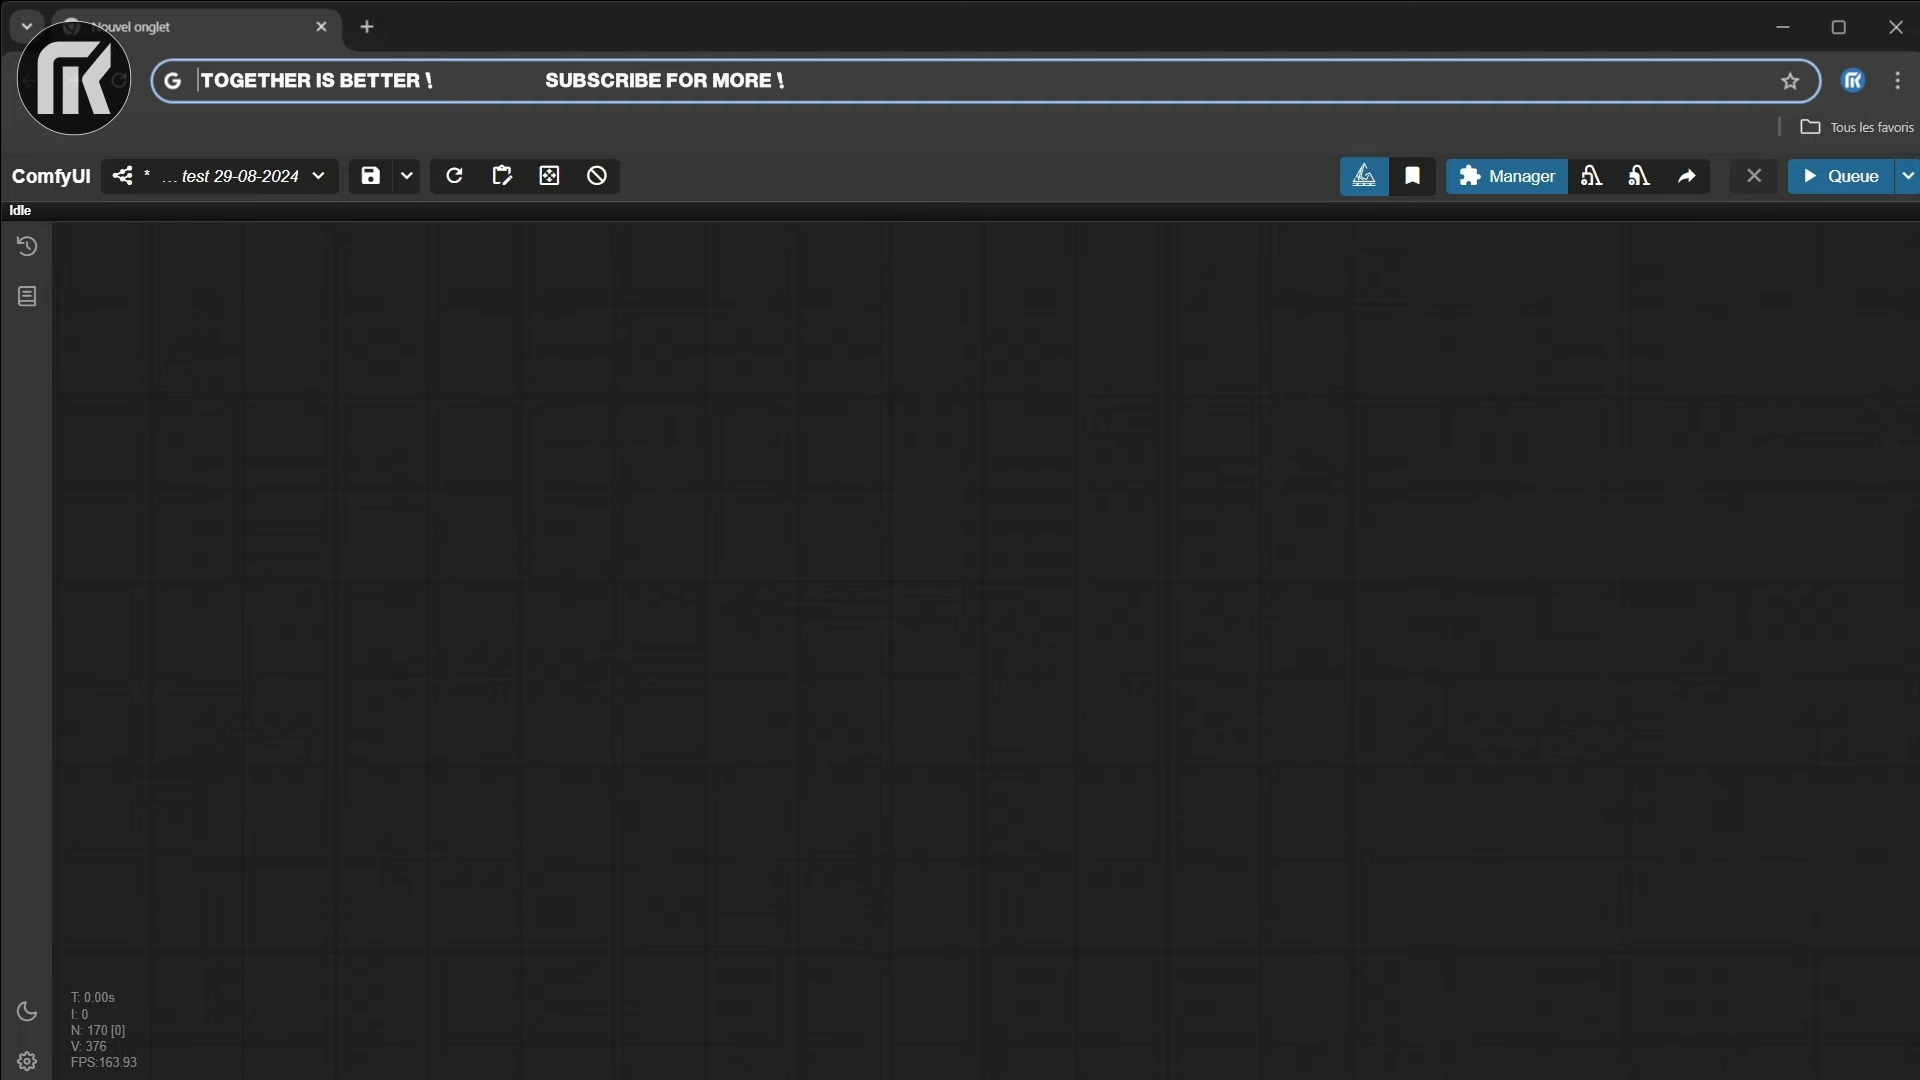 Nouvel onglet
TOGETHER IS BETTER ! SUBSCRIBE FOR MORE !
Tous les favoris
ComfyUI * ... test 29-08-2024 Manager Queue
Idle
T: 0.00s
I: 0
N: 170 [0]
V: 376
FPS:163.93